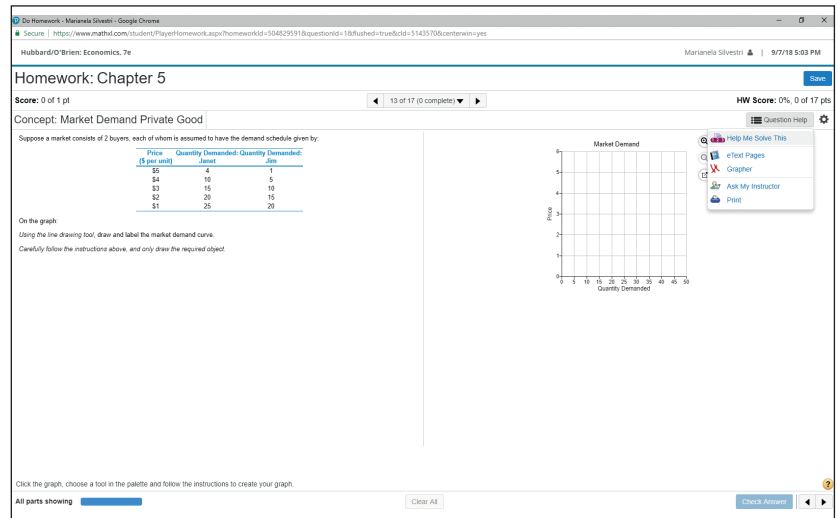 Do Homework - Marianela Silvestri - Google Chrome
Secure | https://www.mathxl.com/student/PlayerHomework.aspx?homeworkId=504829591&questionId=1&flushed=true&cId=5143570&centerwin=yes
Hubbard/O'Brien: Economics, 7e
Marianela Silvestri | 9/7/18 5:03 PM
Homework: Chapter 5
Save
Score: 0 of 1 pt
13 of 17 (0 complete)
HW Score: 0%, 0 of 17 pts
Concept: Market Demand Private Good
Question Help
Suppose a market consists of 2 buyers, each of whom is assumed to have the demand schedule given by:
Price Quantity Demanded: Quantity Demanded:
($ per unit) Janet Jim
$5 4 1
$4 10 5
$3 15 10
$2 20 15
$1 25 20
On the graph:
Using the line drawing tool, draw and label the market demand curve.
Carefully follow the instructions above, and only draw the required object.
Market Demand
6
5
4
3
2
1
0
Price
0 5 10 15 20 25 30 35 40 45 50
Quantity Demanded
Help Me Solve This
eText Pages
Grapher
Ask My Instructor
Print
Click the graph, choose a tool in the palette and follow the instructions to create your graph.
?
All parts showing
Clear All
Check Answer